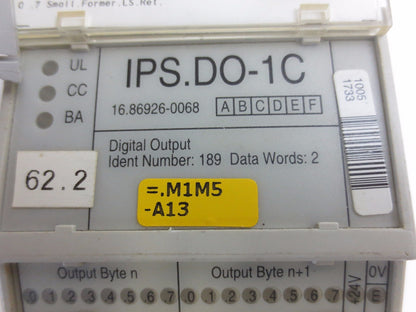 0 .7 Small.Former.LS.Ret.
UL
CC
BA
IPS.DO-1C
16.86926-0068
A B C D E F
1005
1733
Digital Output
Ident Number: 189 Data Words: 2
62.2
=.M1M5
-A13
Output Byte n
Output Byte n+1
+24V
0V
0 1 2 3 4 5 6 7
0 1 2 3 4 5 6 7
E